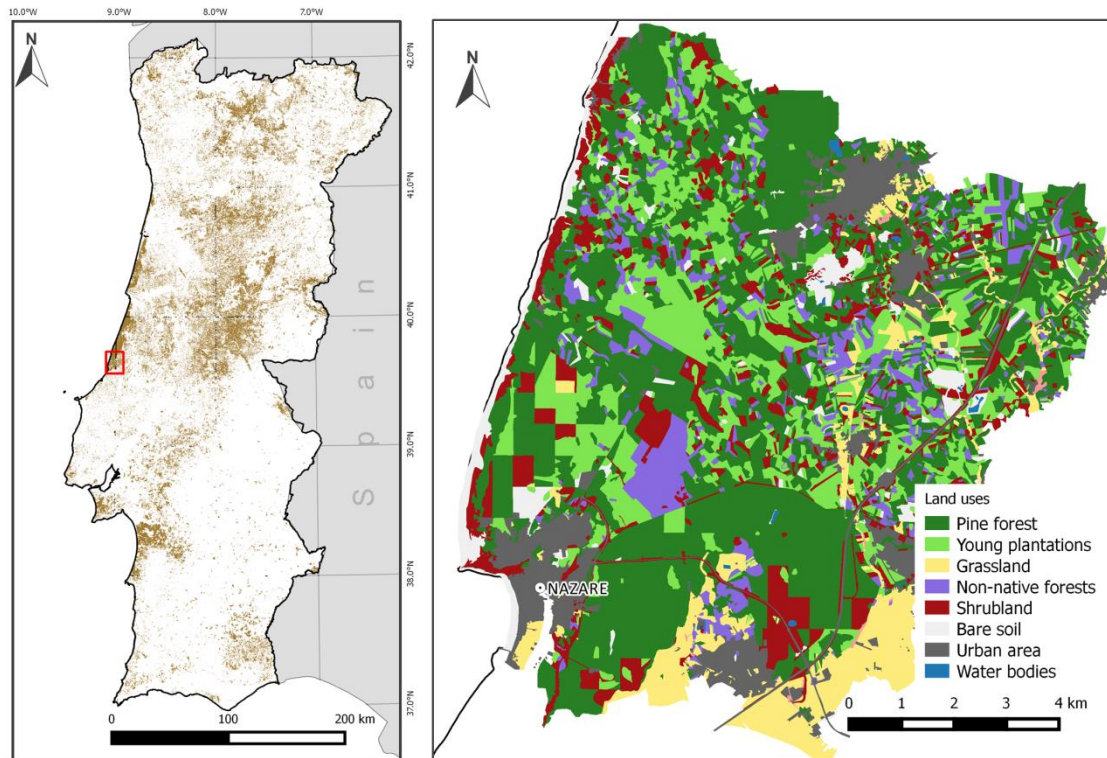 10.0°W 9.0°W 8.0°W 7.0°W
N
42.0°N
41.0°N
40.0°N
39.0°N
38.0°N
37.0°N
Spain
0 100 200 km
N
NAZARE
Land uses
Pine forest
Young plantations
Grassland
Non-native forests
Shrubland
Bare soil
Urban area
Water bodies
0 1 2 3 4 km